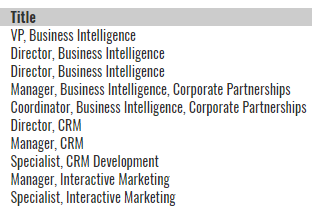 Title
VP, Business Intelligence
Director, Business Intelligence
Director, Business Intelligence
Manager, Business Intelligence, Corporate Partnerships
Coordinator, Business Intelligence, Corporate Partnerships
Director, CRM
Manager, CRM
Specialist, CRM Development
Manager, Interactive Marketing
Specialist, Interactive Marketing